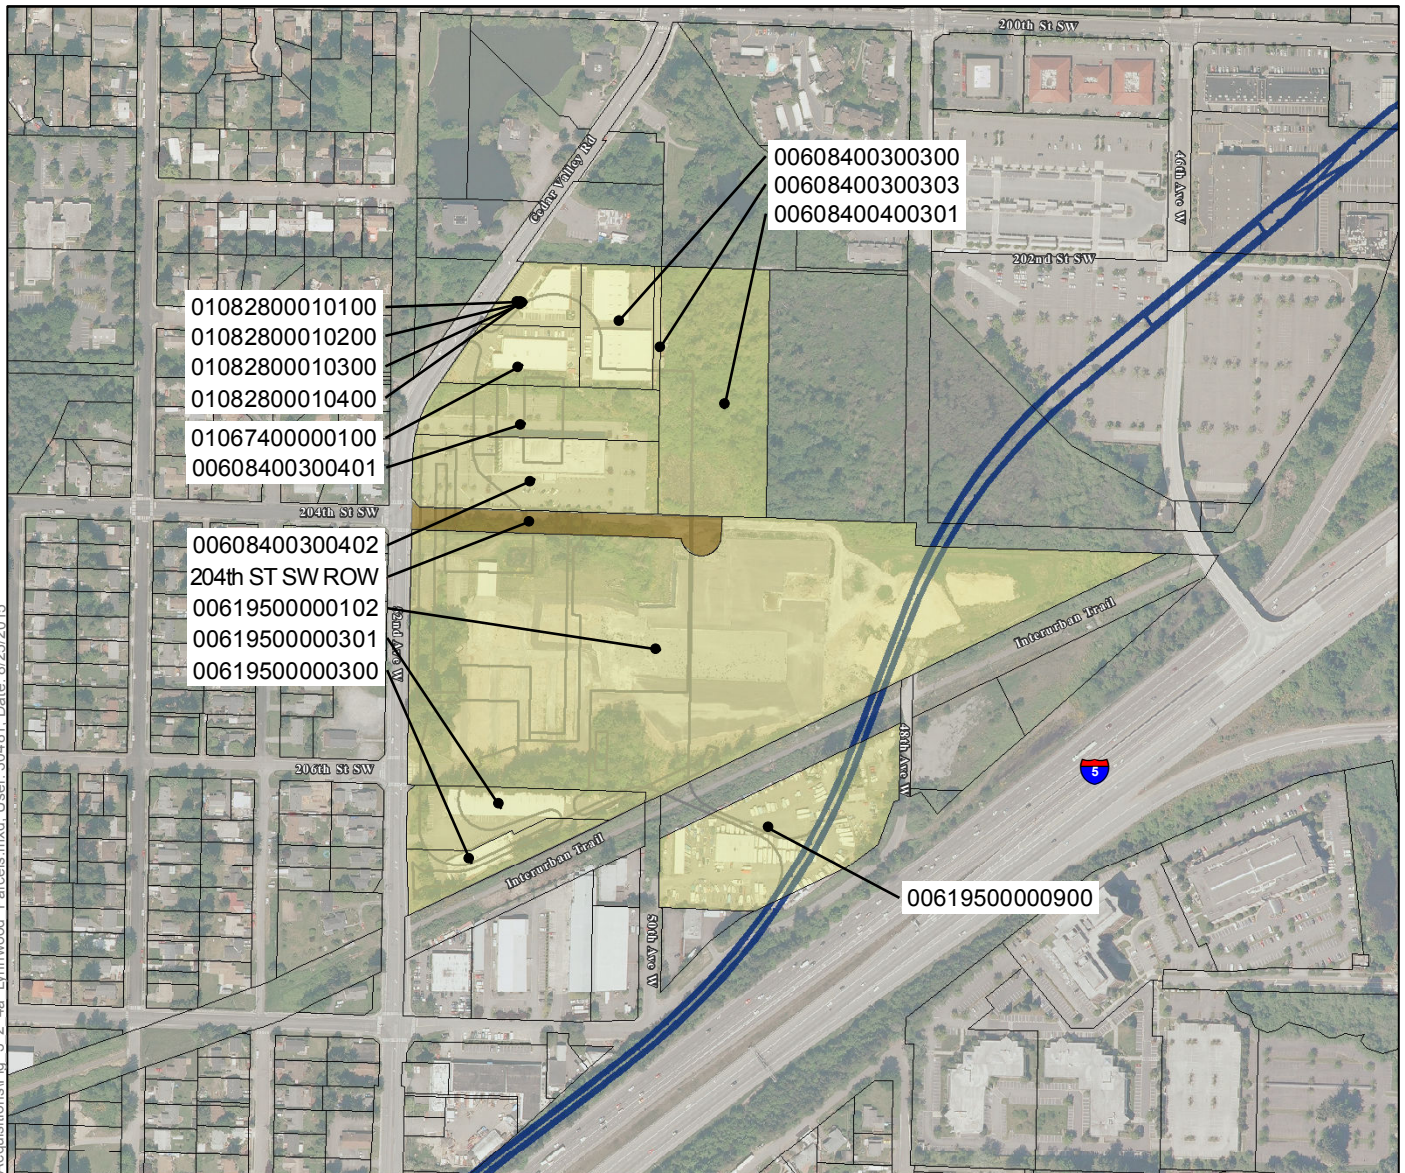 200th St SW
46th Ave W
Cedar Valley Rd
00608400300300
00608400300303
00608400400301
202nd St SW
01082800010100
01082800010200
01082800010300
01082800010400
01067400000100
00608400300401
204th St SW
00608400300402
204th ST SW ROW
00619500000102
00619500000301
00619500000300
Interurban Trail
48th Ave W
5
206th St SW
Interurban Trail
00619500000900
50th Ave W